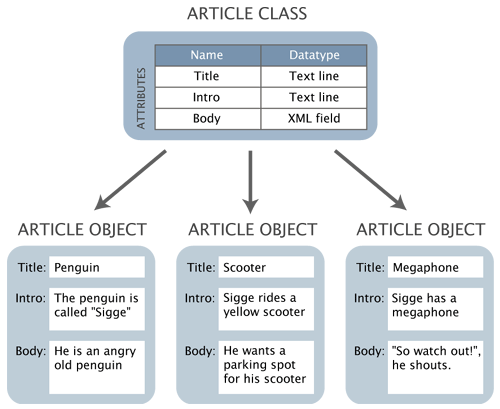 ARTICLE CLASS
ATTRIBUTES
Name Datatype
Title Text line
Intro Text line
Body XML field
ARTICLE OBJECT
Title: Penguin
Intro: The penguin is
called "Sigge"
Body: He is an angry
old penguin
ARTICLE OBJECT
Title: Scooter
Intro: Sigge rides a
yellow scooter
Body: He wants a
parking spot
for his scooter
ARTICLE OBJECT
Title: Megaphone
Intro: Sigge has a
megaphone
Body: "So watch out!",
he shouts.